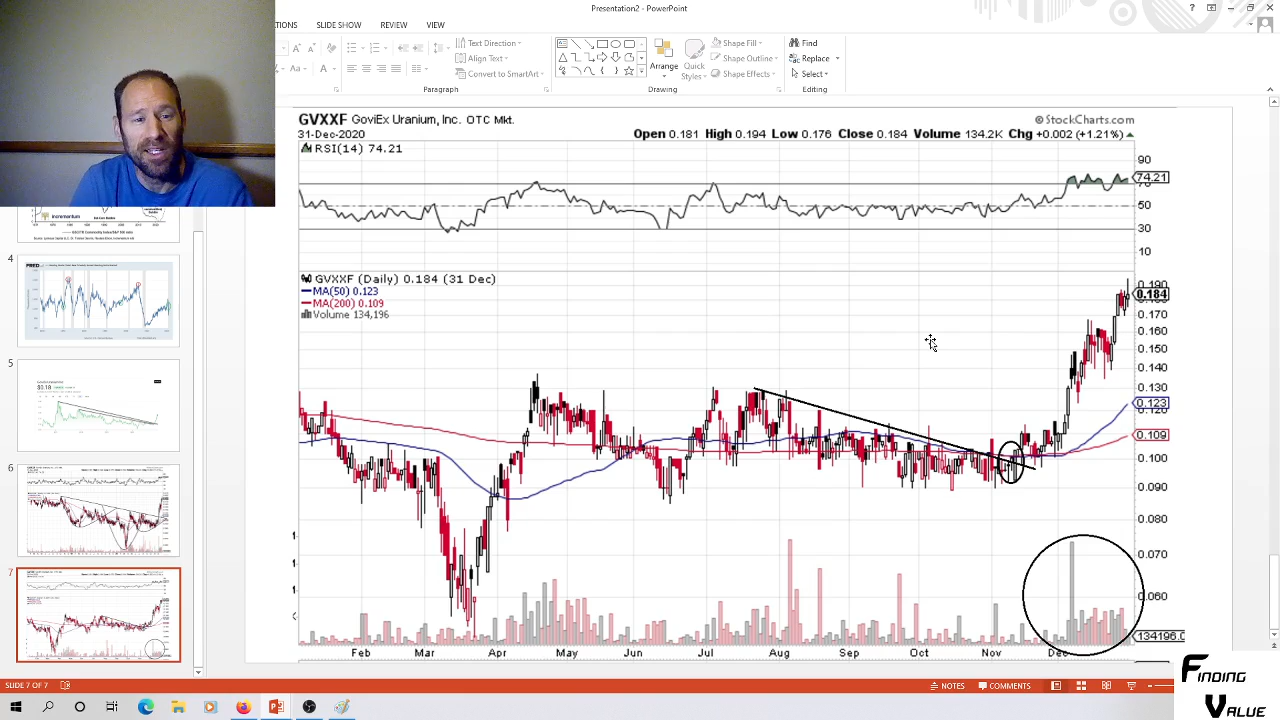 Presentation2 - PowerPoint
TIONS SLIDE SHOW REVIEW VIEW
Text Direction
Align Text
Convert to SmartArt
Paragraph
Arrange
Quick
Styles
Shape Fill
Shape Outline
Shape Effects
Drawing
Find
Replace
Select
Editing
GVXXF GoviEx Uranium, Inc. OTC Mkt.
© StockCharts.com
31-Dec-2020
Open 0.181 High 0.194 Low 0.176 Close 0.184 Volume 134.2K Chg +0.002 (+1.21%)
RSI(14) 74.21
90
74.21
50
30
10
GVXXF (Daily) 0.184 (31 Dec)
MA(50) 0.123
MA(200) 0.109
Volume 134,196
0.190
0.184
0.170
0.160
0.150
0.140
0.130
0.123
0.120
0.109
0.100
0.090
0.080
0.070
0.060
134196.0
Feb Mar Apr May Jun Jul Aug Sep Oct Nov Dec
incrementum
4
FRED
5
$0.18
6
7
SLIDE 7 OF 7
NOTES
COMMENTS
FINDING
VALUE